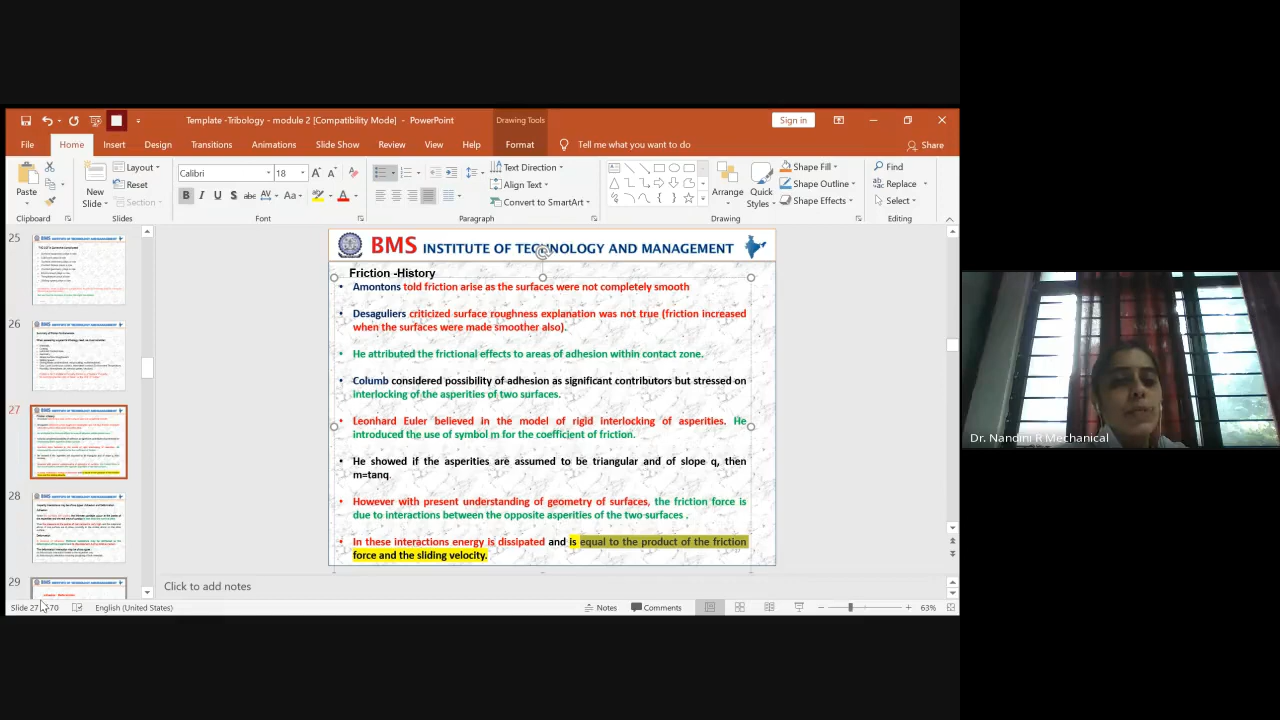 Template -Tribology - module 2 [Compatibility Mode] - PowerPoint
Drawing Tools
Sign in
File Home Insert Design Transitions Animations Slide Show Review View Help Format Tell me what you want to do Share
Paste
New Slide
Layout
Reset
Section
Calibri 18
Text Direction
Align Text
Convert to SmartArt
Arrange
Quick Styles
Shape Fill
Shape Outline
Shape Effects
Find
Replace
Select
Clipboard Slides Font Paragraph Drawing Editing
25
26
27
28
29
BMS INSTITUTE OF TECHNOLOGY AND MANAGEMENT
Friction -History
• Amontons told friction arise as the surfaces were not completely smooth
• Desaguliers criticized surface roughness explanation was not true (friction increased
when the surfaces were made smoother also).
• He attributed the frictional effects to areas of adhesion within contact zone.
• Columb considered possibility of adhesion as significant contributors but stressed on
interlocking of the asperities of two surfaces.
• Leonhard Euler believed in the model of rigid interlocking of asperities. He
introduced the use of symbol m for the coefficient of friction.
• He showed if the asperities were assumed to be triangular shape of slope q, then
m=tanq.
• However with present understanding of geometry of surfaces, the friction force is
due to interactions between the opposite asperities of the two surfaces
• In these interactions energy is dissipated and is equal to the product of the friction
force and the sliding velocity.
Click to add notes
English (United States)
Notes
Comments
63%
Dr. Nandini R Mechanical